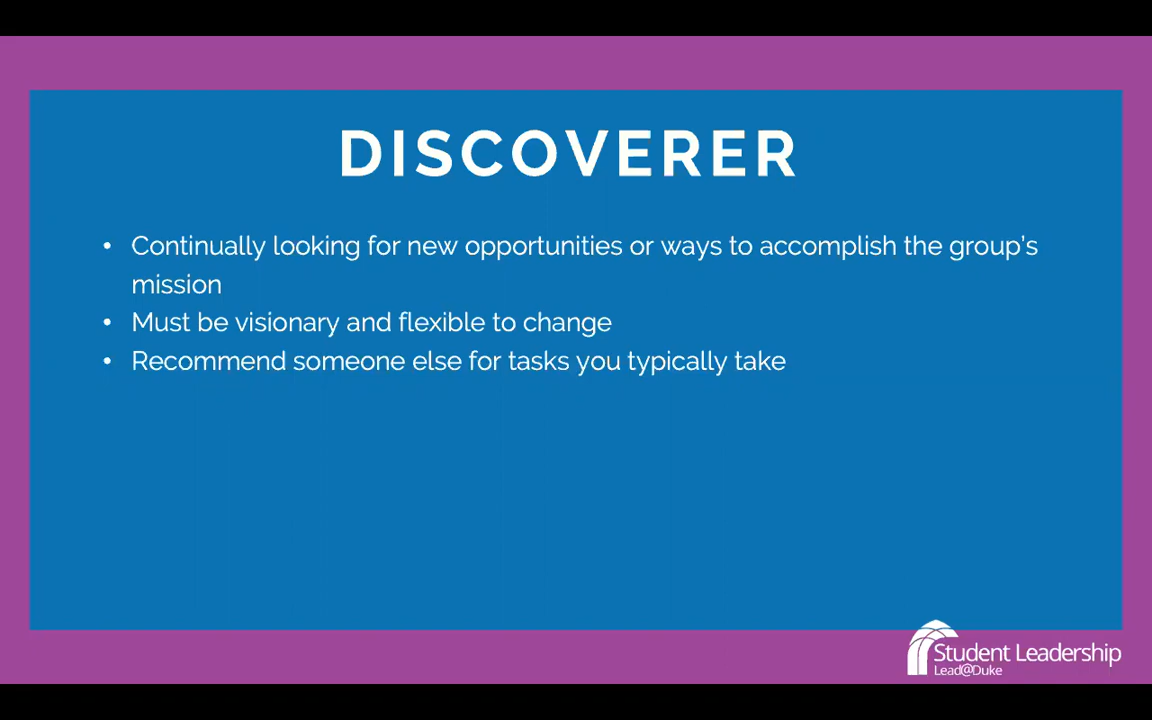 DISCOVERER
• Continually looking for new opportunities or ways to accomplish the group's
mission
• Must be visionary and flexible to change
• Recommend someone else for tasks you typically take
Student Leadership
Lead@Duke